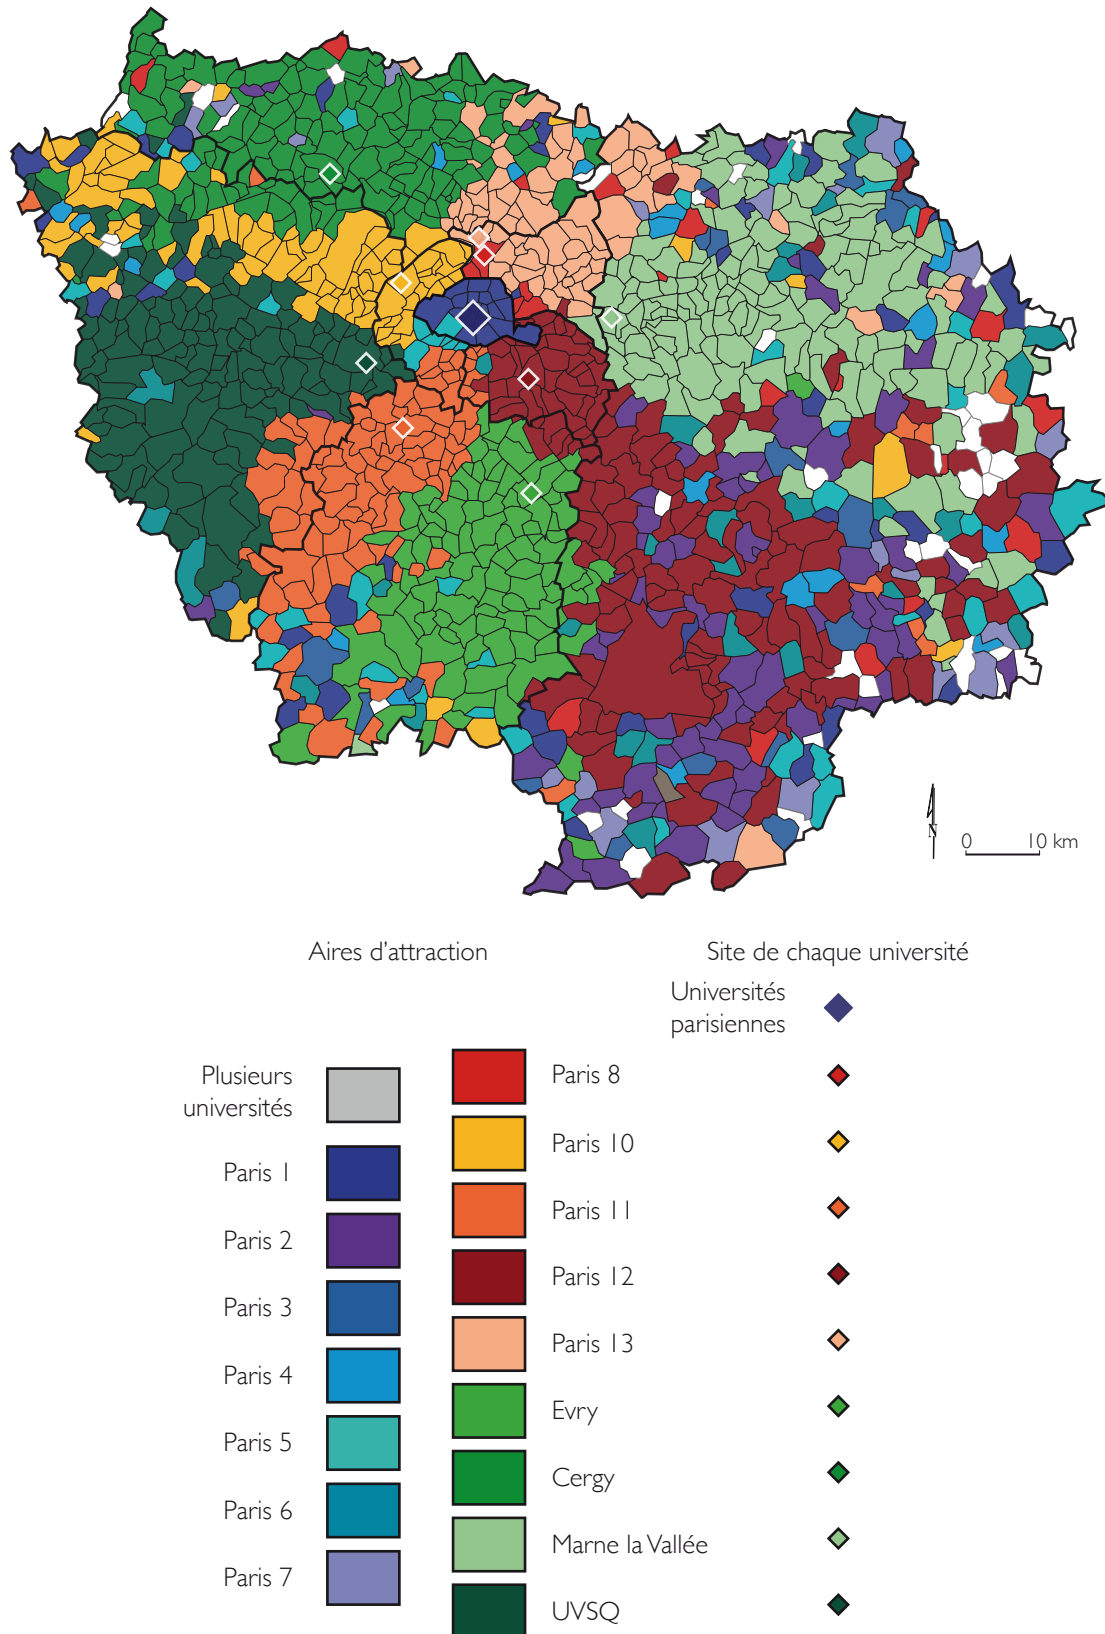 N
0 10 km
Aires d’attraction
Site de chaque université
Universités
parisiennes
Plusieurs
universités
Paris 1
Paris 2
Paris 3
Paris 4
Paris 5
Paris 6
Paris 7
Paris 8
Paris 10
Paris 11
Paris 12
Paris 13
Evry
Cergy
Marne la Vallée
UVSQ